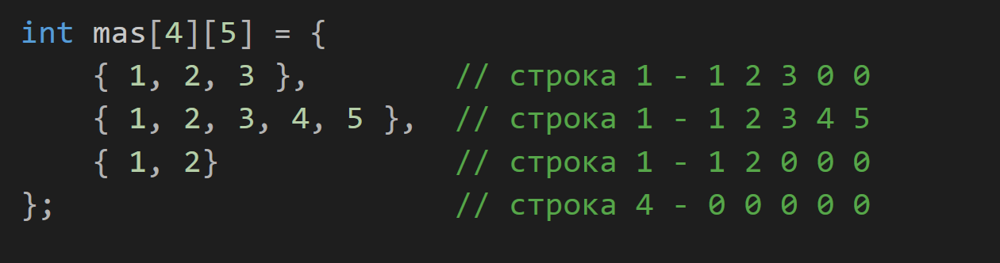 int mas[4][5] = {
{ 1, 2, 3 }, // строка 1 - 1 2 3 0 0
{ 1, 2, 3, 4, 5 }, // строка 1 - 1 2 3 4 5
{ 1, 2} // строка 1 - 1 2 0 0 0
}; // строка 4 - 0 0 0 0 0